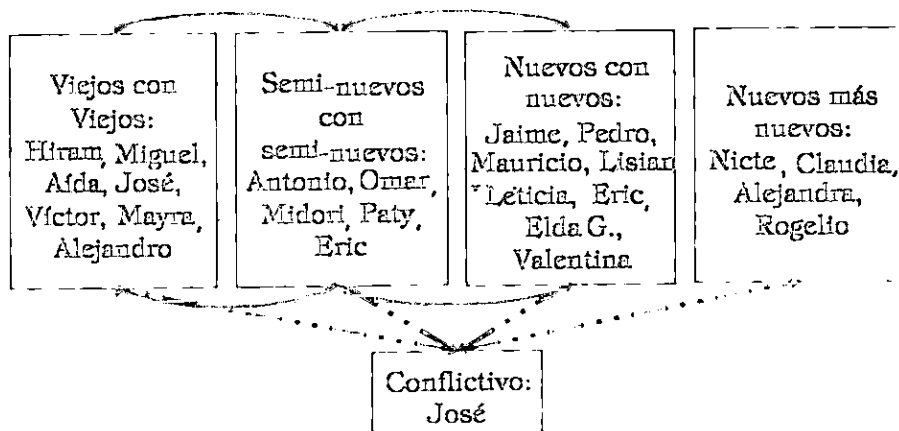 Viejos con
Viejos:
Hiram, Miguel,
Aída, José,
Víctor, Mayra,
Alejandro
Semi-nuevos
con
semi-nuevos:
Antonio, Omar,
Midori, Paty,
Eric
Nuevos con
nuevos:
Jaime, Pedro,
Mauricio, Lisian
Leticia, Eric,
Elda G.,
Valentina
Nuevos más
nuevos:
Nicte, Claudia,
Alejandra,
Rogelio
Conflictivo:
José